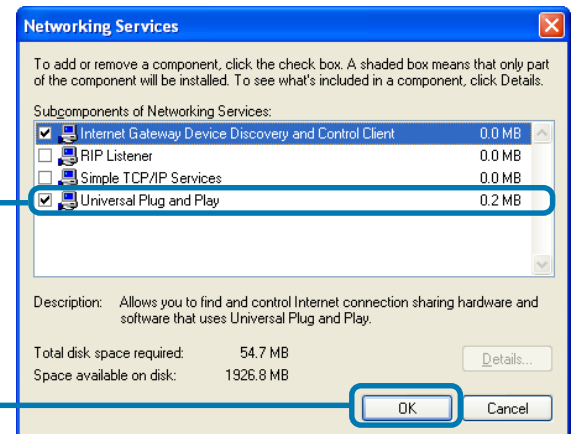 Networking Services
To add or remove a component, click the check box. A shaded box means that only part
of the component will be installed. To see what's included in a component, click Details.
Subcomponents of Networking Services:
Internet Gateway Device Discovery and Control Client 0.0 MB
RIP Listener 0.0 MB
Simple TCP/IP Services 0.0 MB
Universal Plug and Play 0.2 MB
Description: Allows you to find and control Internet connection sharing hardware and
software that uses Universal Plug and Play.
Total disk space required: 54.7 MB
Details...
Space available on disk: 1926.8 MB
OK Cancel